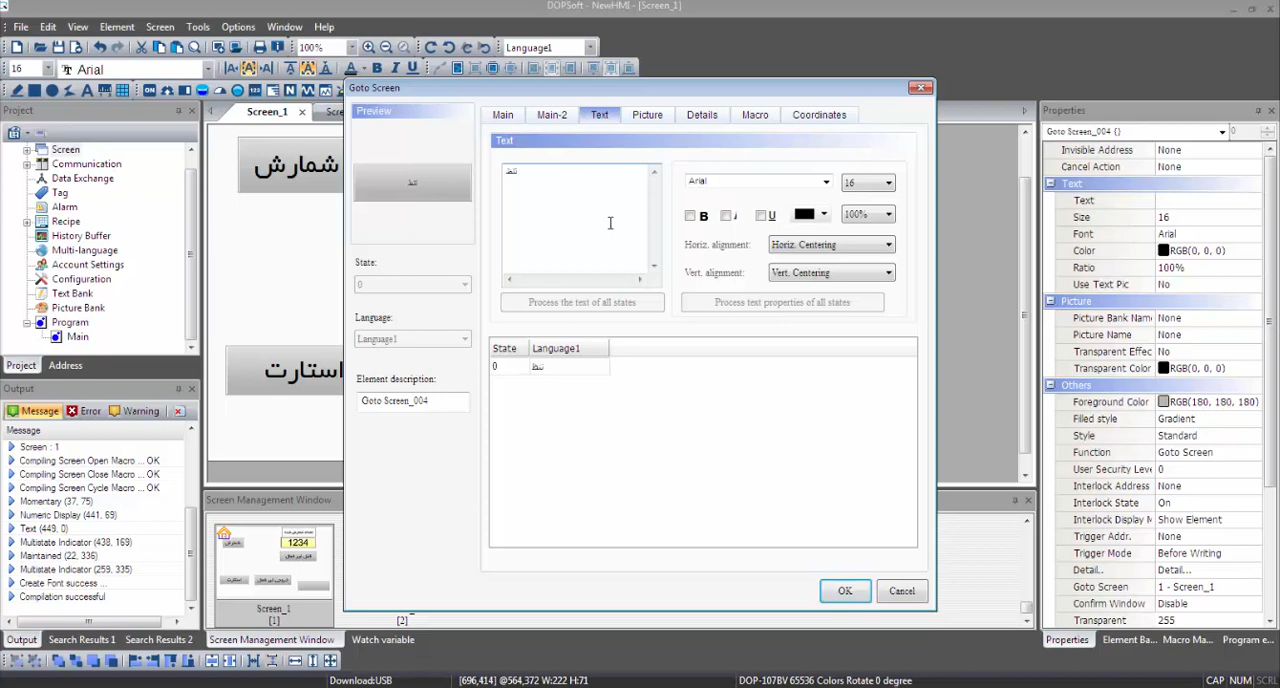 DOPSoft - NewHMI - [Screen_1]
File Edit View Element Screen Tools Options Window Help
100% Language1
16 Arial
Project
Screen_1
Screen
Communication
Data Exchange
Tag
Alarm
Recipe
History Buffer
Multi-language
Account Settings
Configuration
Text Bank
Picture Bank
Program
Main
Project Address
Output
Message Error Warning
Message
Screen : 1
Compiling Screen Open Macro ... OK
Compiling Screen Close Macro ... OK
Compiling Screen Cycle Macro ... OK
Momentary (37, 75)
Numeric Display (441, 69)
Text (449, 0)
Multistate Indicator (438, 169)
Maintained (22, 336)
Multistate Indicator (259, 335)
Create Font success ...
Compilation successful
Output Search Results 1 Search Results 2
شمارش
استارت
Goto Screen
Preview
State:
0
Language:
Language1
Element description:
Goto Screen_004
Main Main-2 Text Picture Details Macro Coordinates
Text
Arial 16
B U 100%
Horiz. alignment: Horiz. Centering
Vert. alignment: Vert. Centering
Process the text of all states Process text properties of all states
State Language1
0
OK Cancel
Screen Management Window
1234
شمارش
استارت
Screen_1
[1]
[2]
Screen Management Window Watch variable
Properties
Goto Screen_004 {} 0
Invisible Address None
Cancel Action None
Text
Text
Size 16
Font Arial
Color RGB(0, 0, 0)
Ratio 100%
Use Text Pic No
Picture
Picture Bank Name None
Picture Name None
Transparent Effec No
Transparent Color RGB(0, 0, 0)
Others
Foreground Color RGB(180, 180, 180)
Filled style Gradient
Style Standard
Function Goto Screen
User Security Leve 0
Interlock Address None
Interlock State On
Interlock Display M Show Element
Trigger Addr. None
Trigger Mode Before Writing
Detail.. Detail...
Goto Screen 1 - Screen_1
Confirm Window Disable
Transparent 255
Properties Element Ba... Macro Ma... Program e...
Download:USB [696,414] @564,372 W:222 H:71 DOP-107BV 65536 Colors Rotate 0 degree CAP NUM SCRL